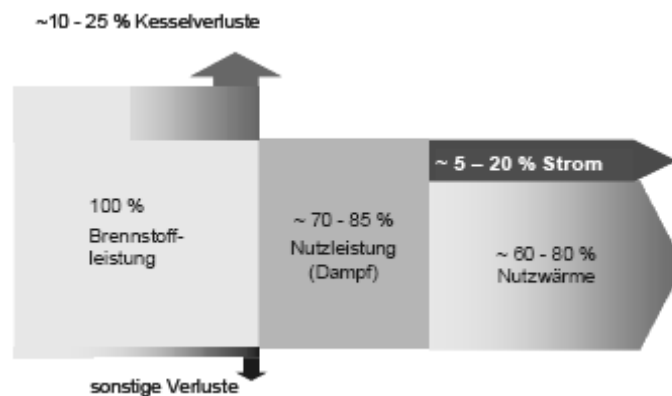 ~10 - 25 % Kesselverluste
100 %
Brennstoff-
leistung
~ 70 - 85 %
Nutzleistung
(Dampf)
~ 5 – 20 % Strom
~ 60 - 80 %
Nutzwärme
sonstige Verluste